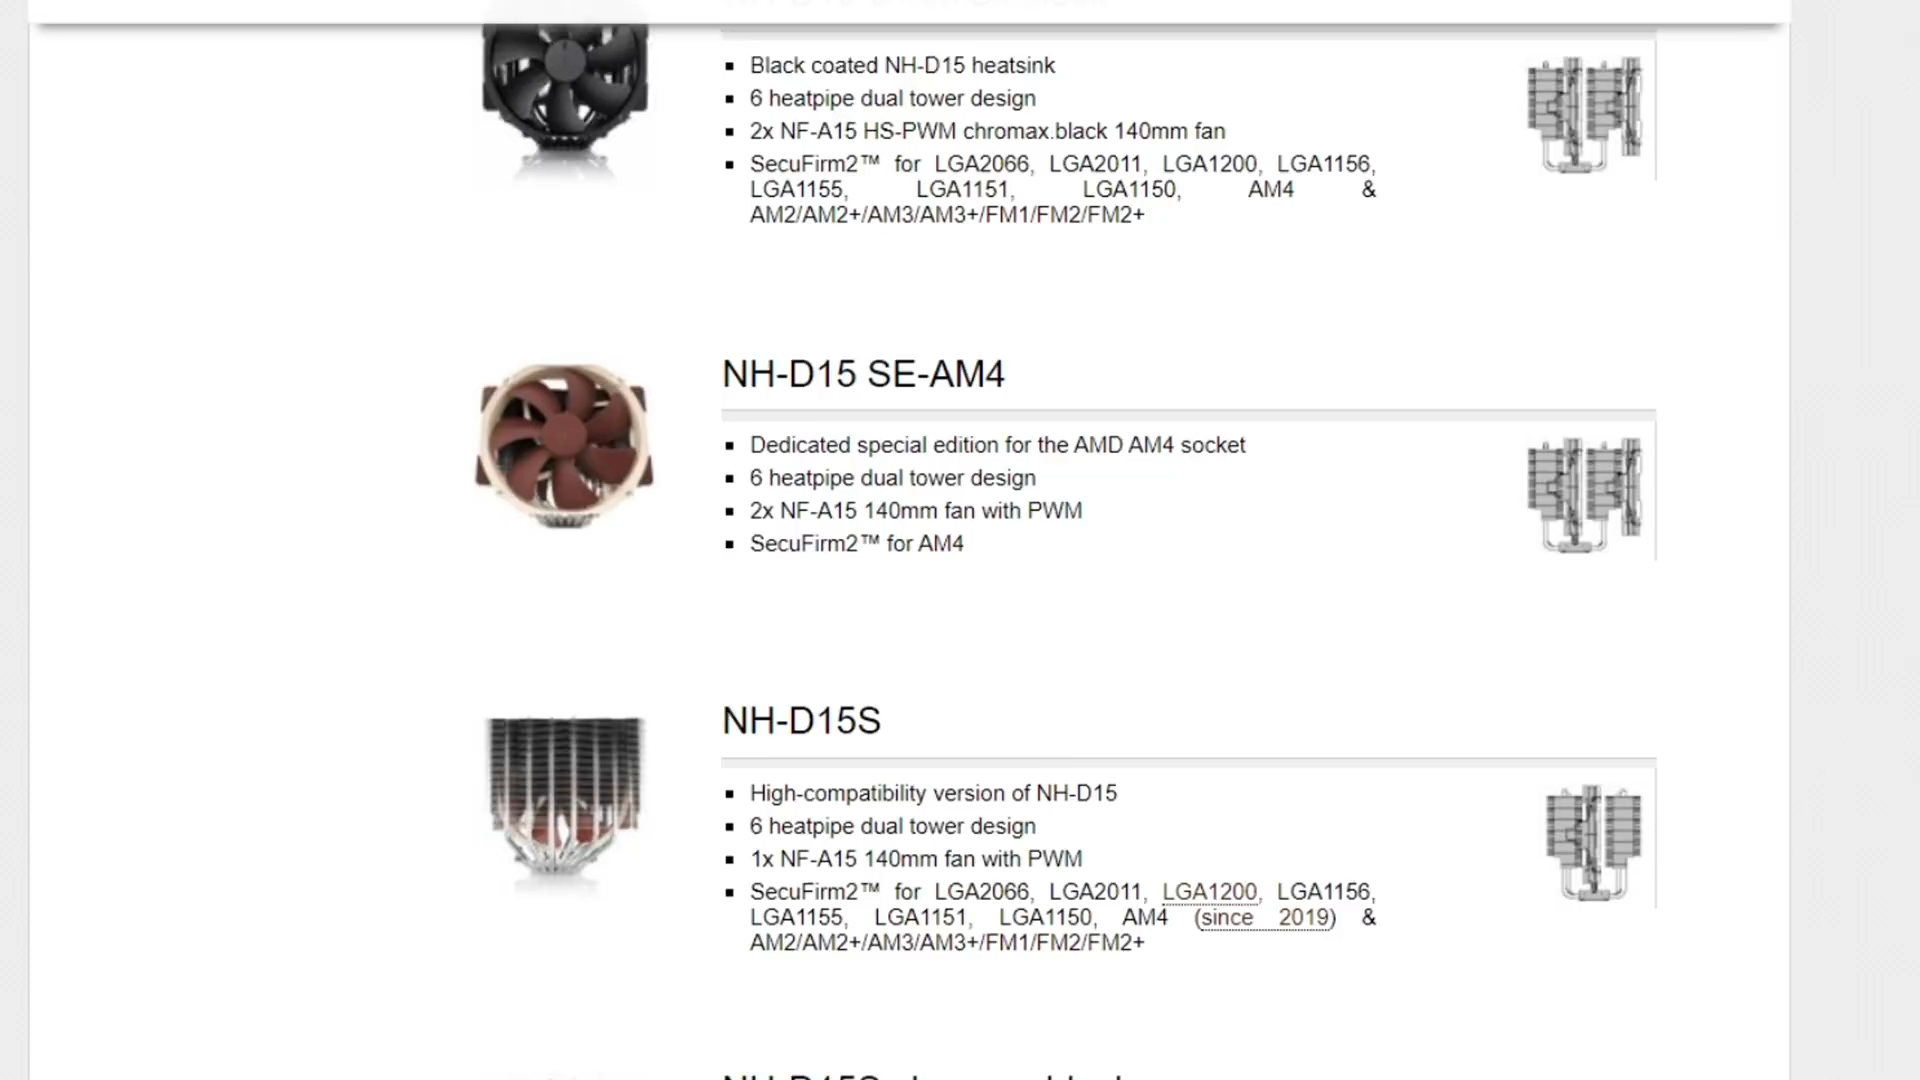 Black coated NH-D15 heatsink
6 heatpipe dual tower design
2x NF-A15 HS-PWM chromax.black 140mm fan
SecuFirm2™ for LGA2066, LGA2011, LGA1200, LGA1156,
LGA1155, LGA1151, LGA1150, AM4 &
AM2/AM2+/AM3/AM3+/FM1/FM2/FM2+
NH-D15 SE-AM4
Dedicated special edition for the AMD AM4 socket
6 heatpipe dual tower design
2x NF-A15 140mm fan with PWM
SecuFirm2™ for AM4
NH-D15S
High-compatibility version of NH-D15
6 heatpipe dual tower design
1x NF-A15 140mm fan with PWM
SecuFirm2™ for LGA2066, LGA2011, LGA1200, LGA1156,
LGA1155, LGA1151, LGA1150, AM4 (since 2019) &
AM2/AM2+/AM3/AM3+/FM1/FM2/FM2+